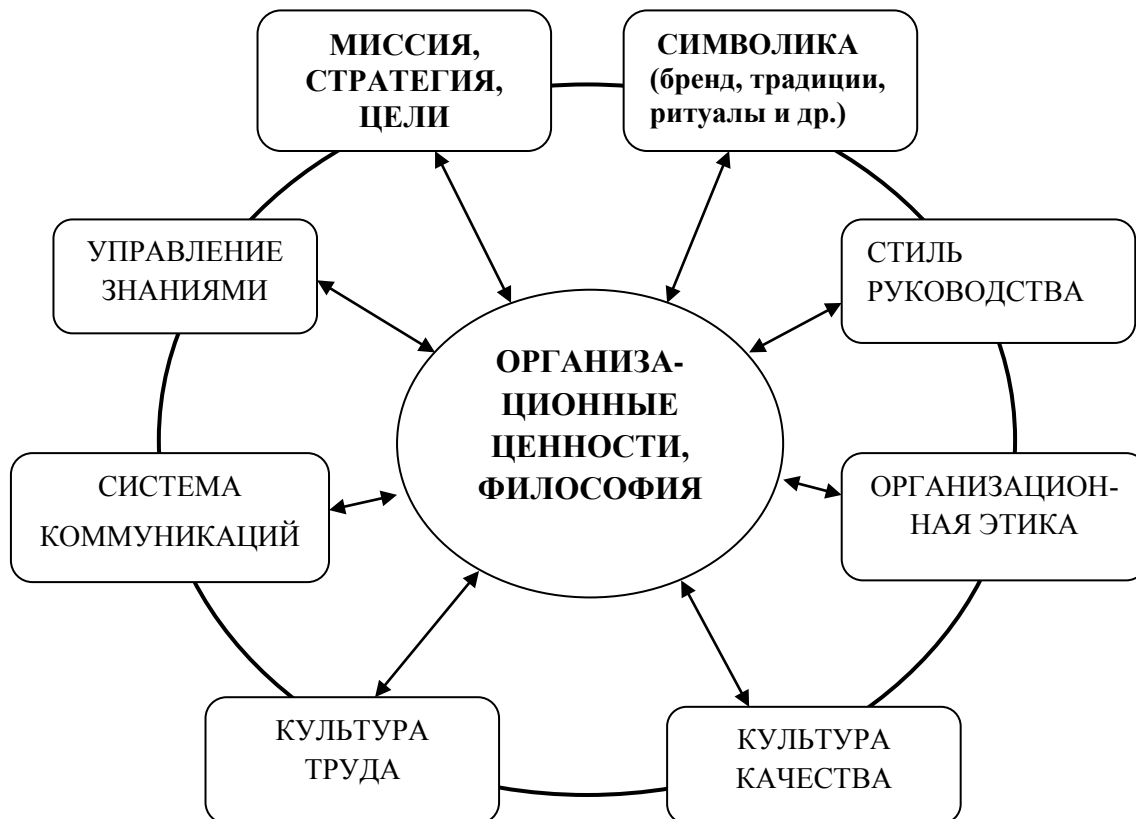 МИССИЯ,
СТРАТЕГИЯ,
ЦЕЛИ
СИМВОЛИКА
(бренд, традиции,
ритуалы и др.)
УПРАВЛЕНИЕ
ЗНАНИЯМИ
СТИЛЬ
РУКОВОДСТВА
ОРГАНИЗА-
ЦИОННЫЕ
ЦЕННОСТИ,
ФИЛОСОФИЯ
СИСТЕМА
КОММУНИКАЦИЙ
ОРГАНИЗАЦИОН-
НАЯ ЭТИКА
КУЛЬТУРА
ТРУДА
КУЛЬТУРА
КАЧЕСТВА